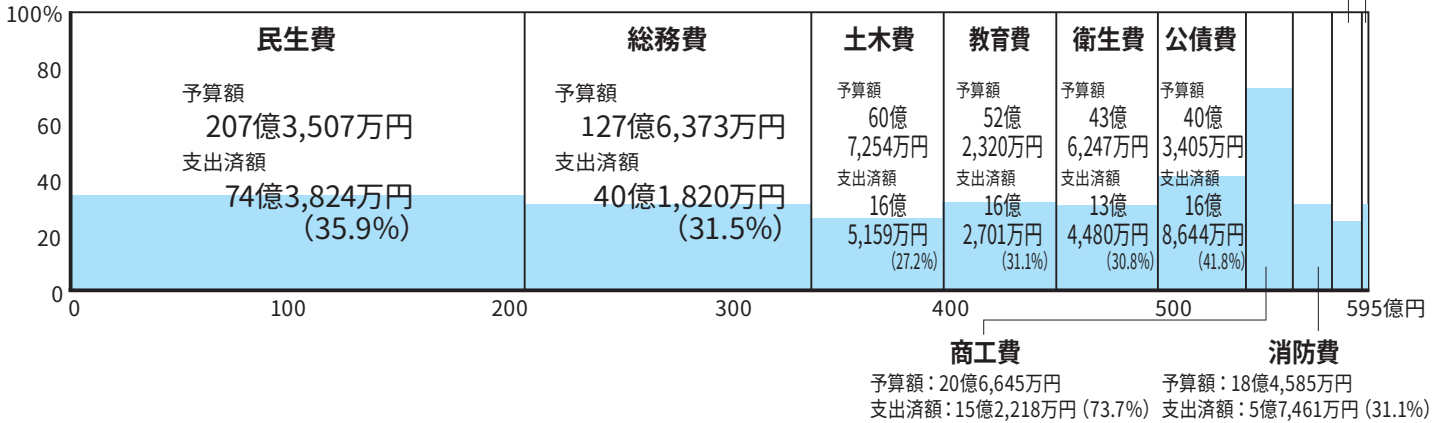 100%
80
60
40
20
0
民生費
予算額
207億3,507万円
支出済額
74億3,824万円
（35.9%）
総務費
予算額
127億6,373万円
支出済額
40億1,820万円
（31.5%）
土木費
予算額
60億
7,254万円
支出済額
16億
5,159万円
（27.2%）
教育費
予算額
52億
2,320万円
支出済額
16億
2,701万円
（31.1%）
衛生費
予算額
43億
6,247万円
支出済額
13億
4,480万円
（30.8%）
公債費
予算額
40億
3,405万円
支出済額
16億
8,644万円
（41.8%）
0 100 200 300 400 500 595億円
商工費
予算額：20億6,645万円
支出済額：15億2,218万円（73.7%）
消防費
予算額：18億4,585万円
支出済額：5億7,461万円（31.1%）